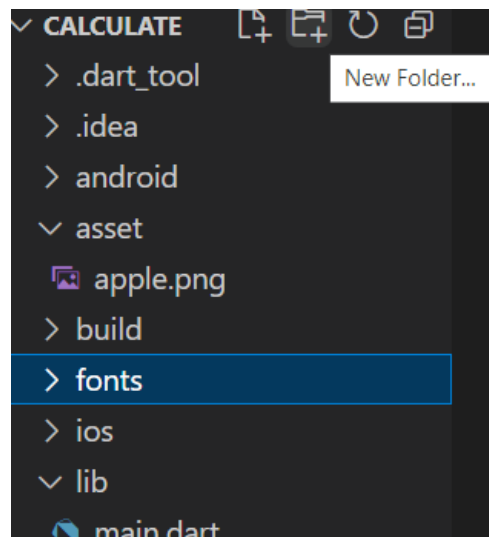 CALCULATE
New Folder...
.dart_tool
.idea
android
asset
apple.png
build
fonts
ios
lib
main.dart